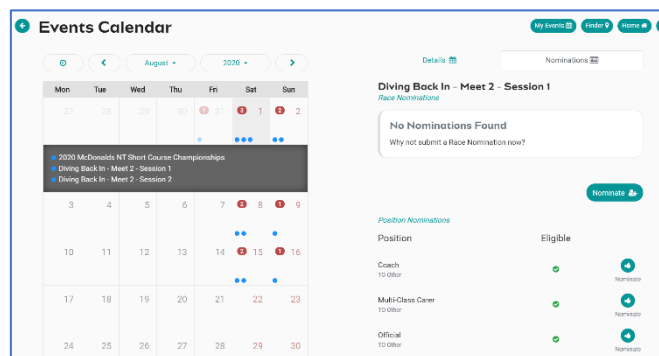 Events Calendar
My Events
Finder
Home
August
2020
Details
Nominations
Mon Tue Wed Thu Fri Sat Sun
27 28 29 30 31 3 1 2 2
2020 McDonalds NT Short Course Championships
Diving Back In - Meet 2 - Session 1
Diving Back In - Meet 2 - Session 2
3 4 5 6 7 2 8 1 9
10 11 12 13 14 2 15 1 16
17 18 19 20 21 22 23
24 25 26 27 28 29 30
Diving Back In - Meet 2 - Session 1
Race Nominations
No Nominations Found
Why not submit a Race Nomination now?
Nominate
Position Nominations
Position Eligible
Coach
TO Other
Nominate
Multi-Class Carer
TO Other
Nominate
Official
TO Other
Nominate